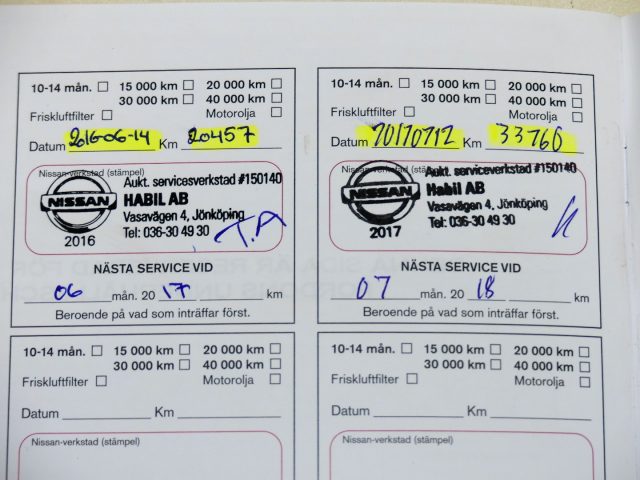 10-14 mån. ☐ 15 000 km ☐ 20 000 km ☐
30 000 km ☐ 40 000 km ☐
Friskluftfilter ☐ Motorolja ☐
Datum 216-06-14 Km 20457
Nissan-verkstad (stämpel)
Aukt. servicesverkstad #150140
NISSAN HABIL AB
Vasavägen 4, Jönköping
2016 Tel: 036-30 49 30
T.A
NÄSTA SERVICE VID
06 mån. 20 17 km
Beroende på vad som inträffar först.
10-14 mån. ☐ 15 000 km ☐ 20 000 km ☐
30 000 km ☐ 40 000 km ☐
Friskluftfilter ☐ Motorolja ☐
Datum 20170712 Km 33760
Nissan-verkstad (stämpel)
Aukt. servicesverkstad #150140
NISSAN Habil AB
Vasavägen 4, Jönköping
2017 Tel: 036-30 49 30
NÄSTA SERVICE VID
07 mån. 20 18 km
Beroende på vad som inträffar först.
10-14 mån. ☐ 15 000 km ☐ 20 000 km ☐
30 000 km ☐ 40 000 km ☐
Friskluftfilter ☐ Motorolja ☐
Datum Km
Nissan-verkstad (stämpel)
10-14 mån. ☐ 15 000 km ☐ 20 000 km ☐
30 000 km ☐ 40 000 km ☐
Friskluftfilter ☐ Motorolja ☐
Datum Km
Nissan-verkstad (stämpel)